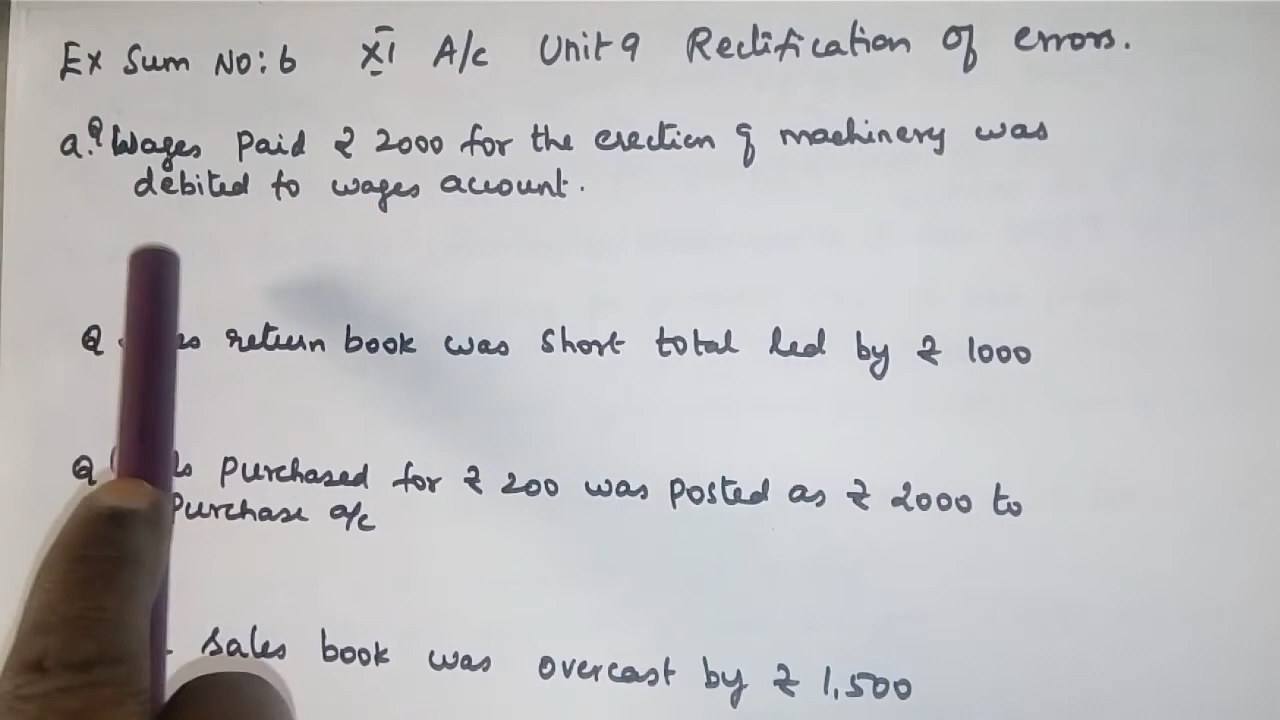 Ex Sum No: 6 XI A/c Unit 9 Rectification of errors.
a. Q Wages paid ₹ 2000 for the erection of machinery was
debited to wages account.
Q return book was short total led by ₹ 1000
Q purchased for ₹ 200 was posted as ₹ 2000 to
purchase a/c
sales book was overcast by ₹ 1,500